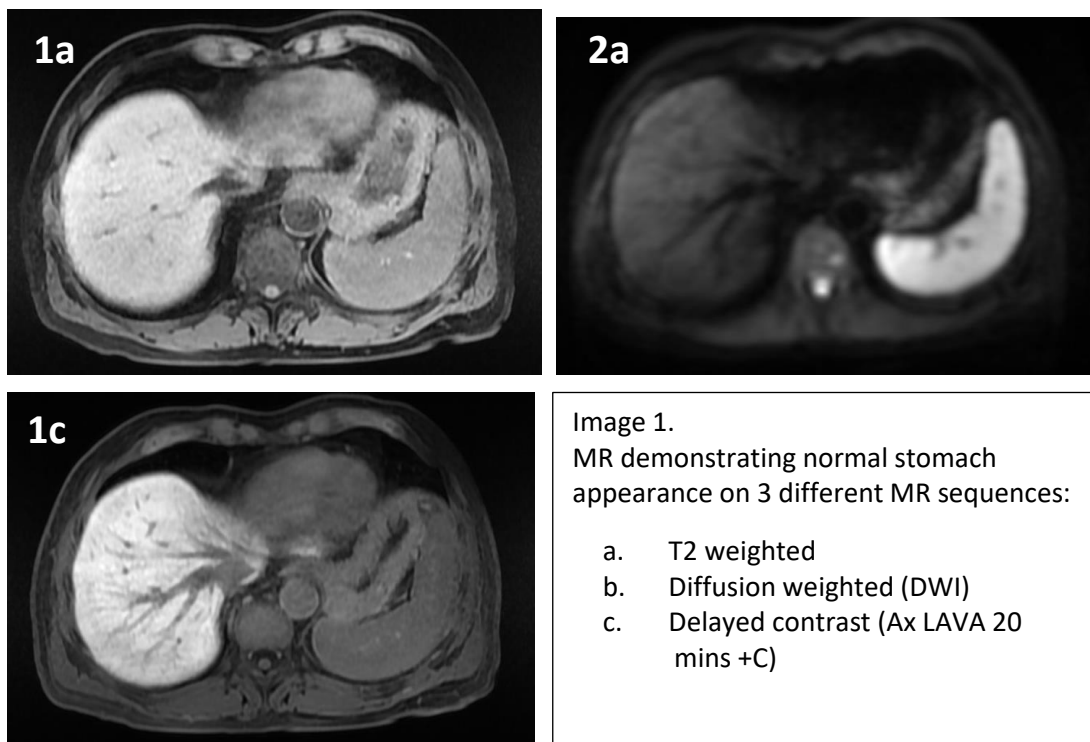 1a
2a
1c
Image 1.
MR demonstrating normal stomach
appearance on 3 different MR sequences:
a. T2 weighted
b. Diffusion weighted (DWI)
c. Delayed contrast (Ax LAVA 20
mins +C)